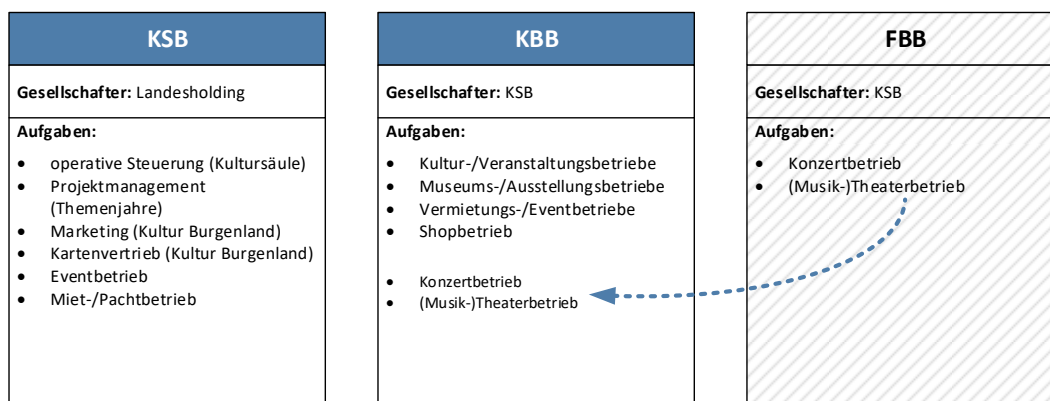 KSB
Gesellschafter: Landesholding
Aufgaben:
• operative Steuerung (Kultursäule)
• Projektmanagement
(Themenjahre)
• Marketing (Kultur Burgenland)
• Kartenvertrieb (Kultur Burgenland)
• Eventbetrieb
• Miet-/Pachtbetrieb
KBB
Gesellschafter: KSB
Aufgaben:
• Kultur-/Veranstaltungsbetriebe
• Museums-/Ausstellungsbetriebe
• Vermietungs-/Eventbetriebe
• Shopbetrieb
• Konzertbetrieb
• (Musik-)Theaterbetrieb
FBB
Gesellschafter: KSB
Aufgaben:
• Konzertbetrieb
• (Musik-)Theaterbetrieb